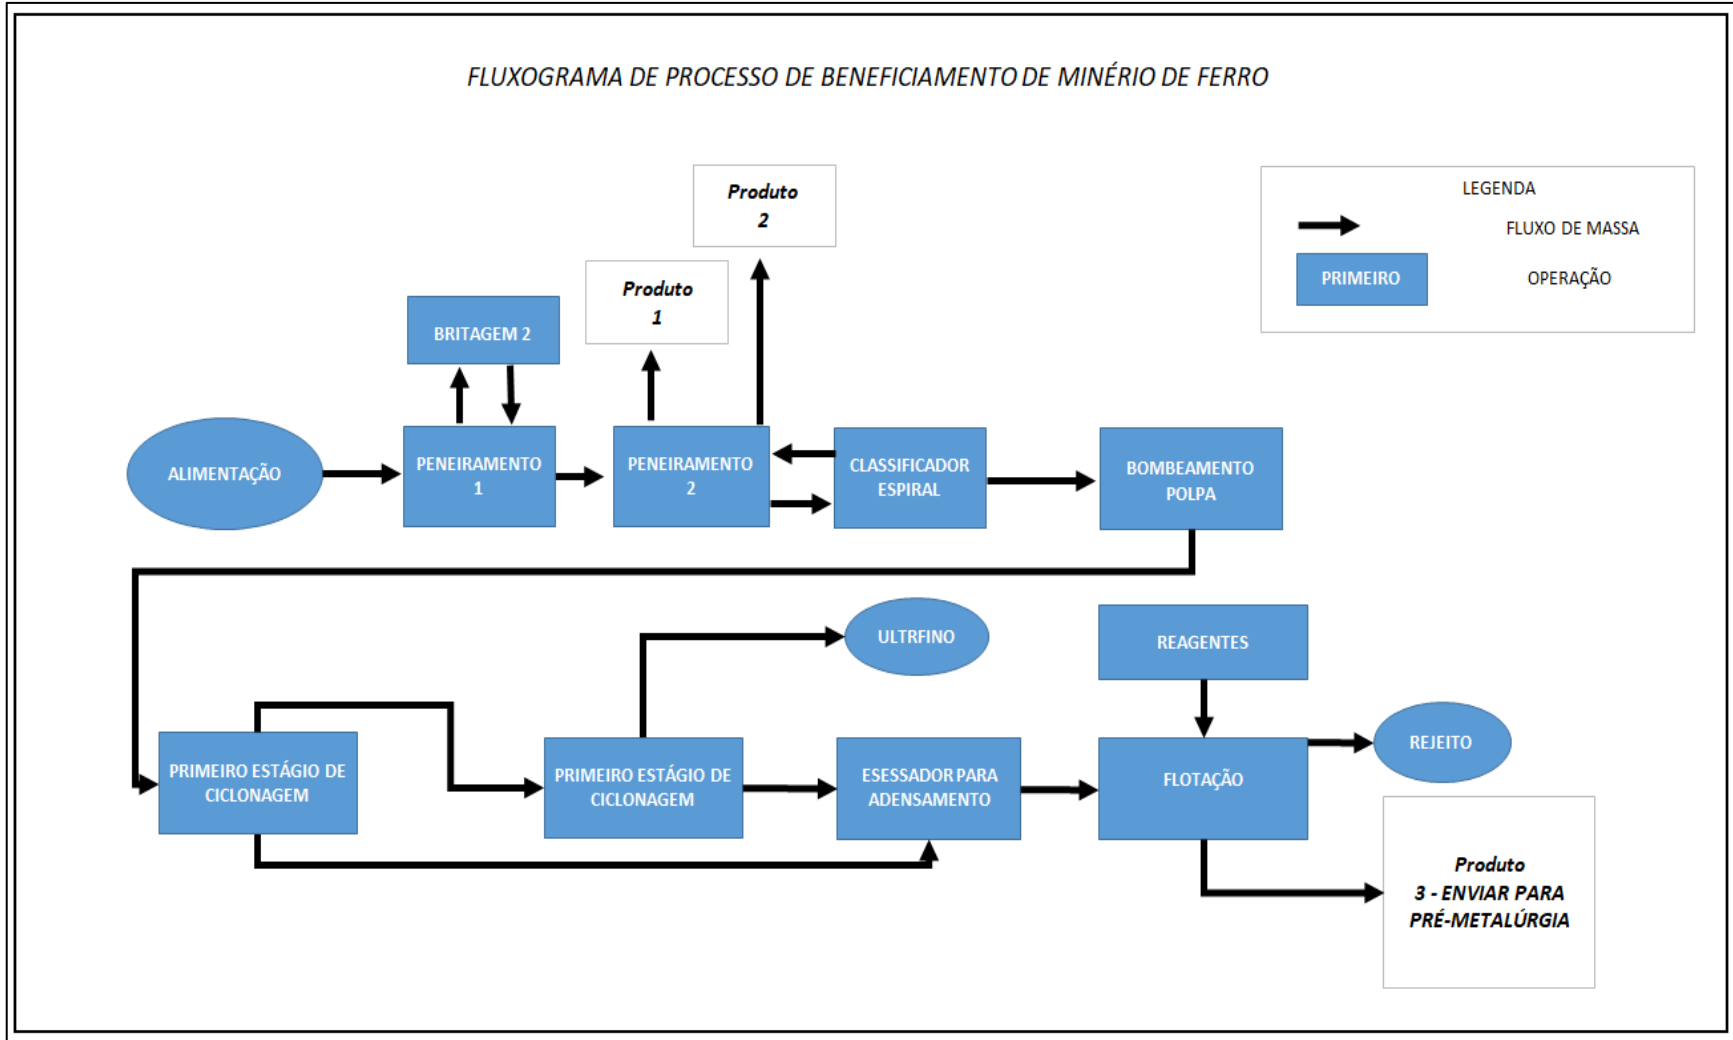 FLUXOGRAMA DE PROCESSO DE BENEFICIAMENTO DE MINÉRIO DE FERRO
Produto
2
LEGENDA
FLUXO DE MASSA
PRIMEIRO
OPERAÇÃO
Produto
1
BRITAGEM 2
ALIMENTAÇÃO
PENEIRAMENTO
1
PENEIRAMENTO
2
CLASSIFICADOR
ESPIRAL
BOMBEAMENTO
POLPA
ULTRFINO
REAGENTES
PRIMEIRO ESTÁGIO DE
CICLONAGEM
PRIMEIRO ESTÁGIO DE
CICLONAGEM
ESESSADOR PARA
ADENSAMENTO
FLOTAÇÃO
REJEITO
Produto
3 - ENVIAR PARA
PRÉ-METALÚRGIA